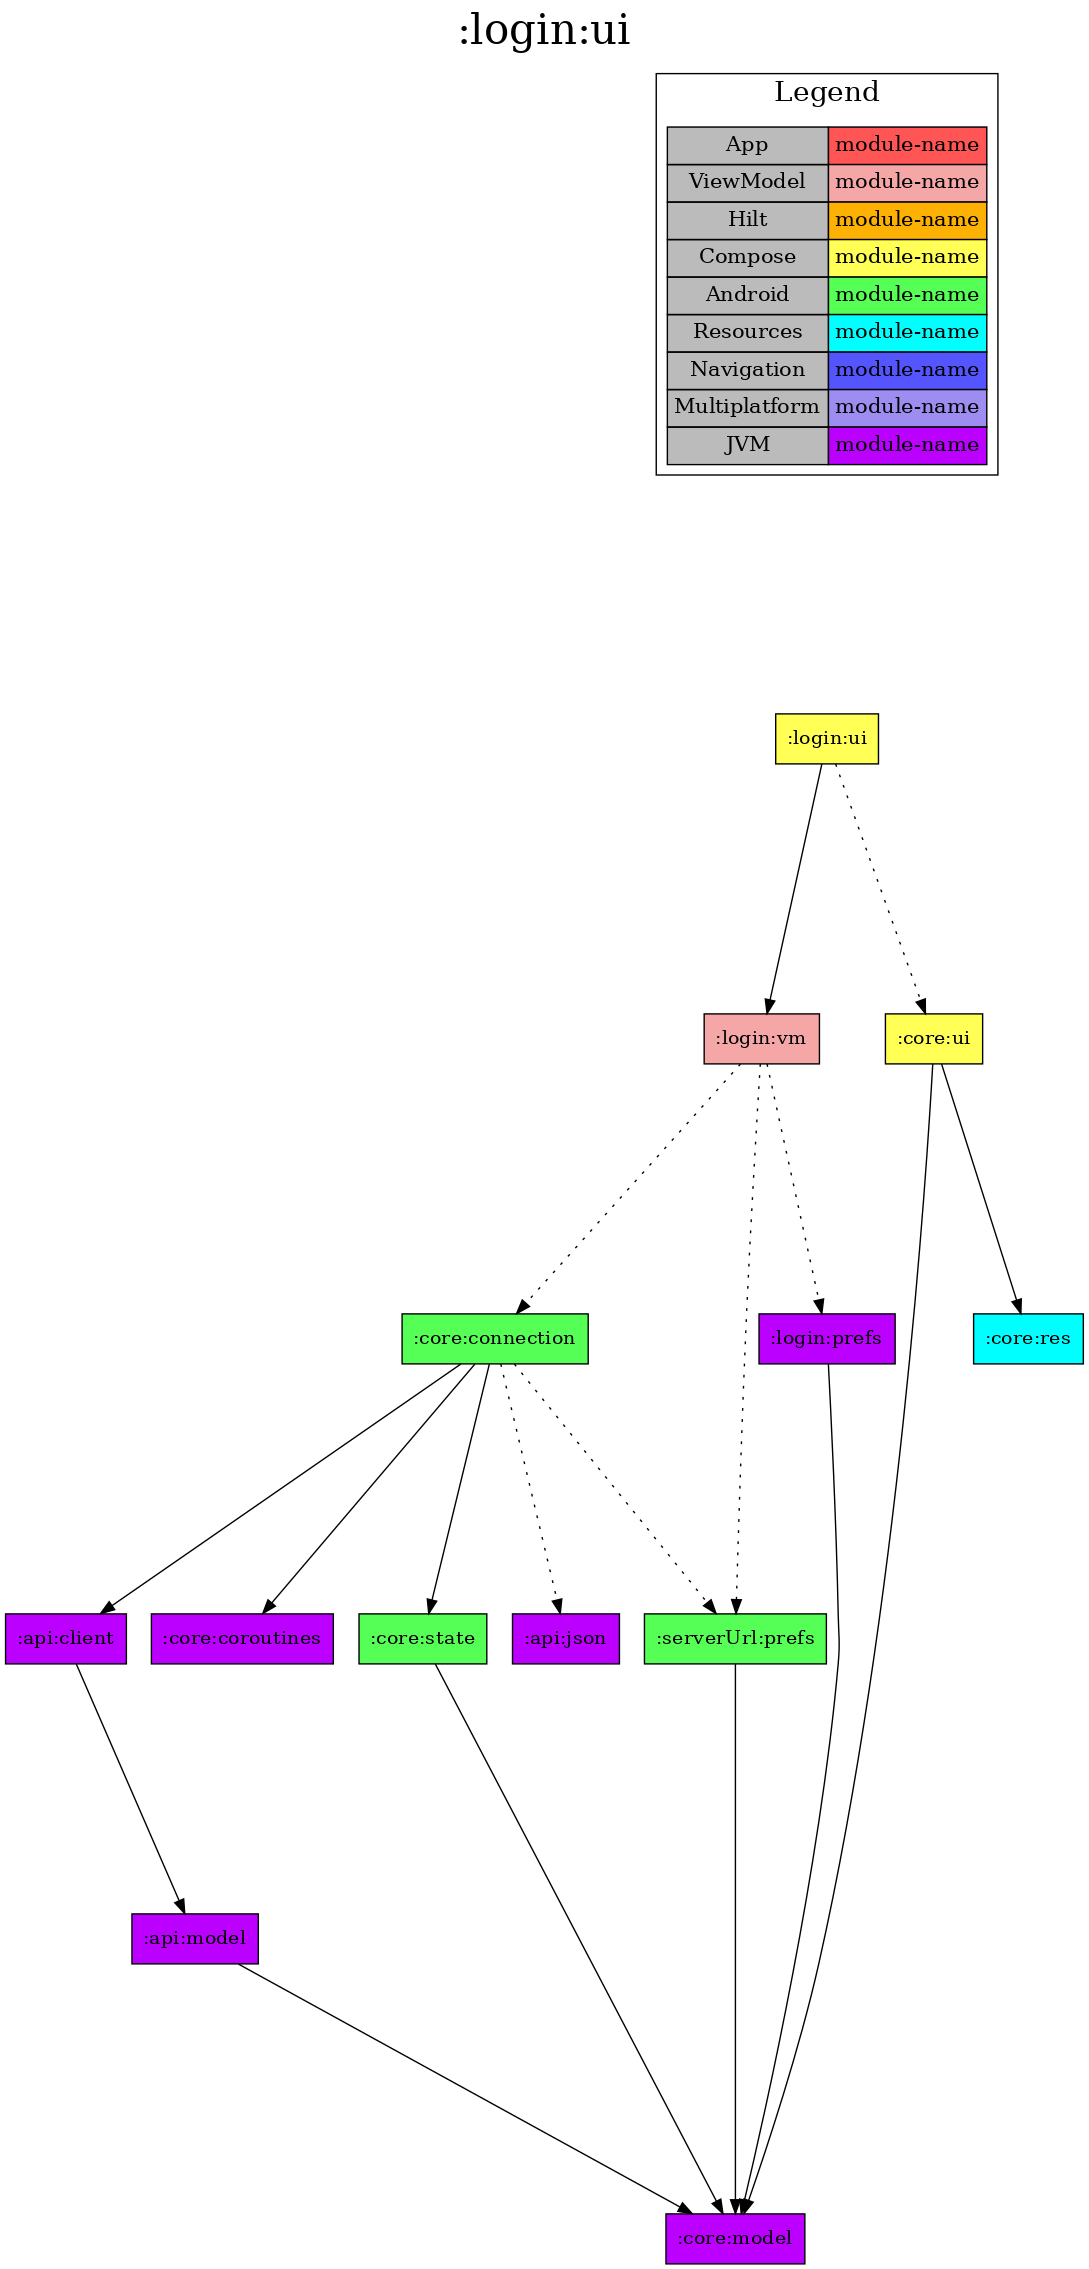 :login:ui
Legend
App module-name
ViewModel module-name
Hilt module-name
Compose module-name
Android module-name
Resources module-name
Navigation module-name
Multiplatform module-name
JVM module-name
:login:ui
:login:vm :core:ui
:core:connection :login:prefs :core:res
:api:client :core:coroutines :core:state :api:json :serverUrl:prefs
:api:model
:core:model